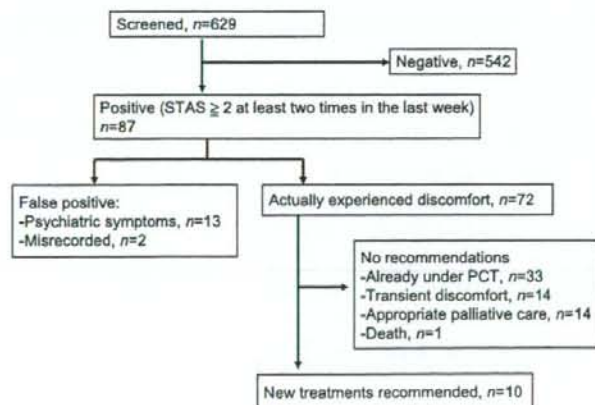 Screened, n=629
Negative, n=542
Positive (STAS ≧ 2 at least two times in the last week)
n=87
False positive:
-Psychiatric symptoms, n=13
-Misrecorded, n=2
Actually experienced discomfort, n=72
No recommendations
-Already under PCT, n=33
-Transient discomfort, n=14
-Appropriate palliative care, n=14
-Death, n=1
New treatments recommended, n=10